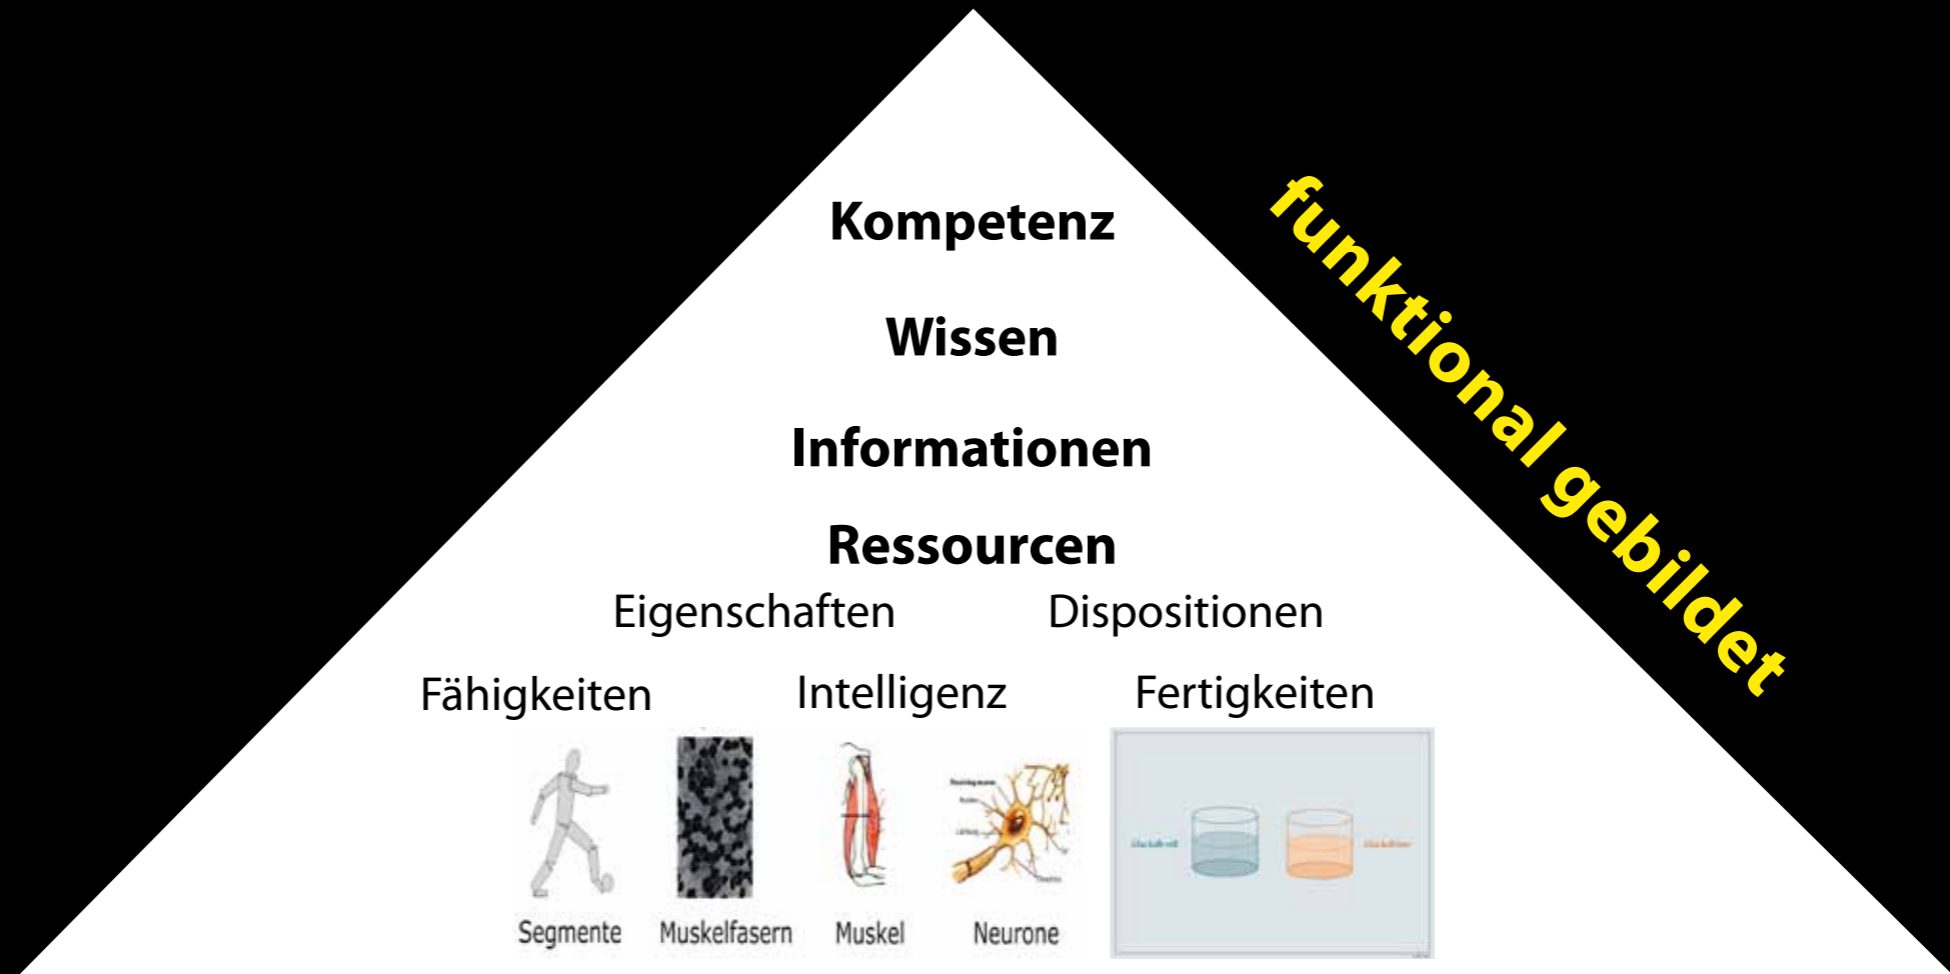 Kompetenz
funktional gebildet
Wissen
Informationen
Ressourcen
Eigenschaften Dispositionen
Fähigkeiten Intelligenz Fertigkeiten
Segmente Muskelfasern Muskel Neurone